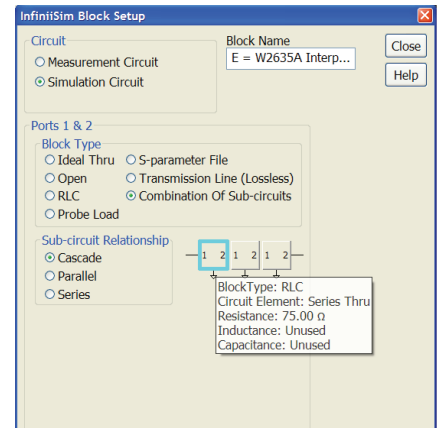 InfiniiSim Block Setup
Circuit
Measurement Circuit
Simulation Circuit
Block Name
E = W2635A Interp...
Close
Help
Ports 1 & 2
Block Type
Ideal Thru
S-parameter File
Open
Transmission Line (Lossless)
RLC
Combination Of Sub-circuits
Probe Load
Sub-circuit Relationship
Cascade
Parallel
Series
1 2 1 2 1 2
BlockType: RLC
Circuit Element: Series Thru
Resistance: 75.00 Ω
Inductance: Unused
Capacitance: Unused